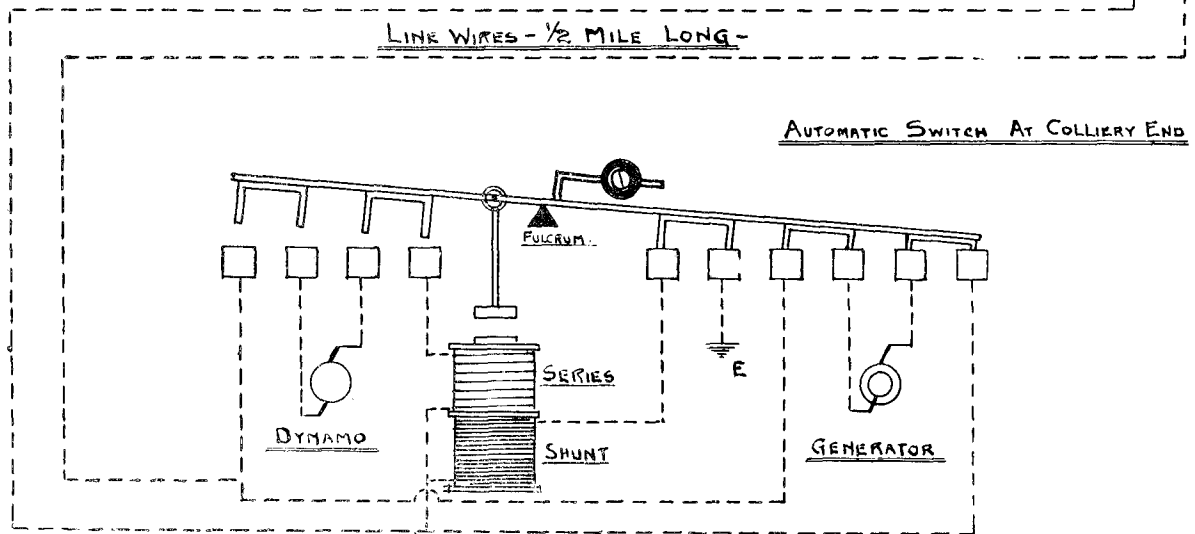 LINE WIRES - ½ MILE LONG -
AUTOMATIC SWITCH AT COLLIERY END
FULCRUM.
E
SERIES
DYNAMO
SHUNT
GENERATOR